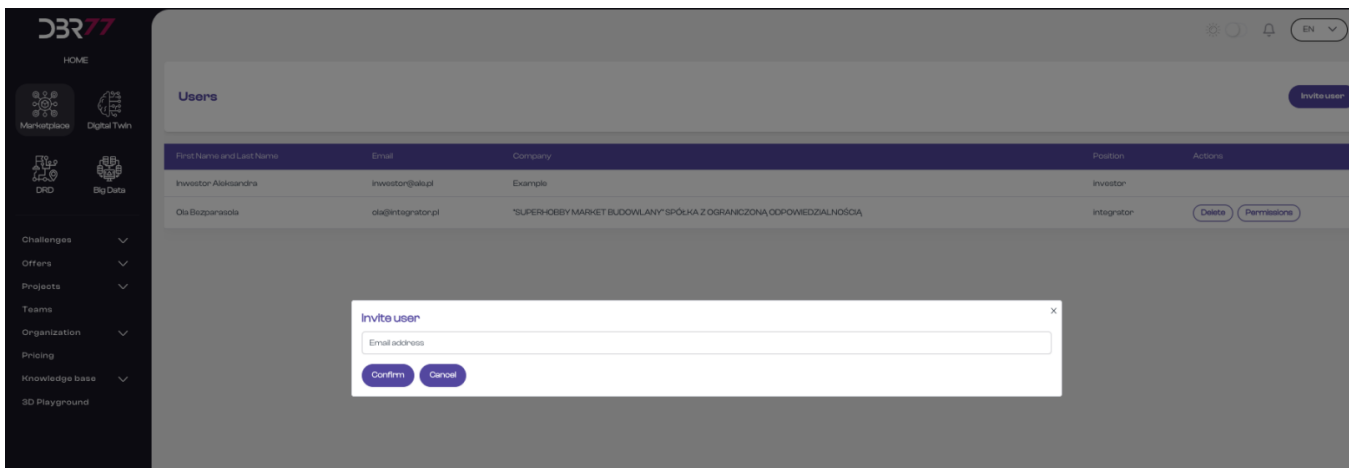 DBR77
HOME
Marketplace
Digital Twin
DRD
Big Data
Challenges
Offers
Projects
Teams
Organization
Pricing
Knowledge base
3D Playground
EN
Users
Invite user
First Name and Last Name Email Company Position Actions
Inwestor Aleksandra inwestor@ala.pl Example investor
Ola Bezparasola ola@integrator.pl "SUPERHOBBY MARKET BUDOWLANY" SPÓŁKA Z OGRANICZONĄ ODPOWIEDZIALNOŚCIĄ integrator Delete Permissions
Invite user
Email address
Confirm Cancel